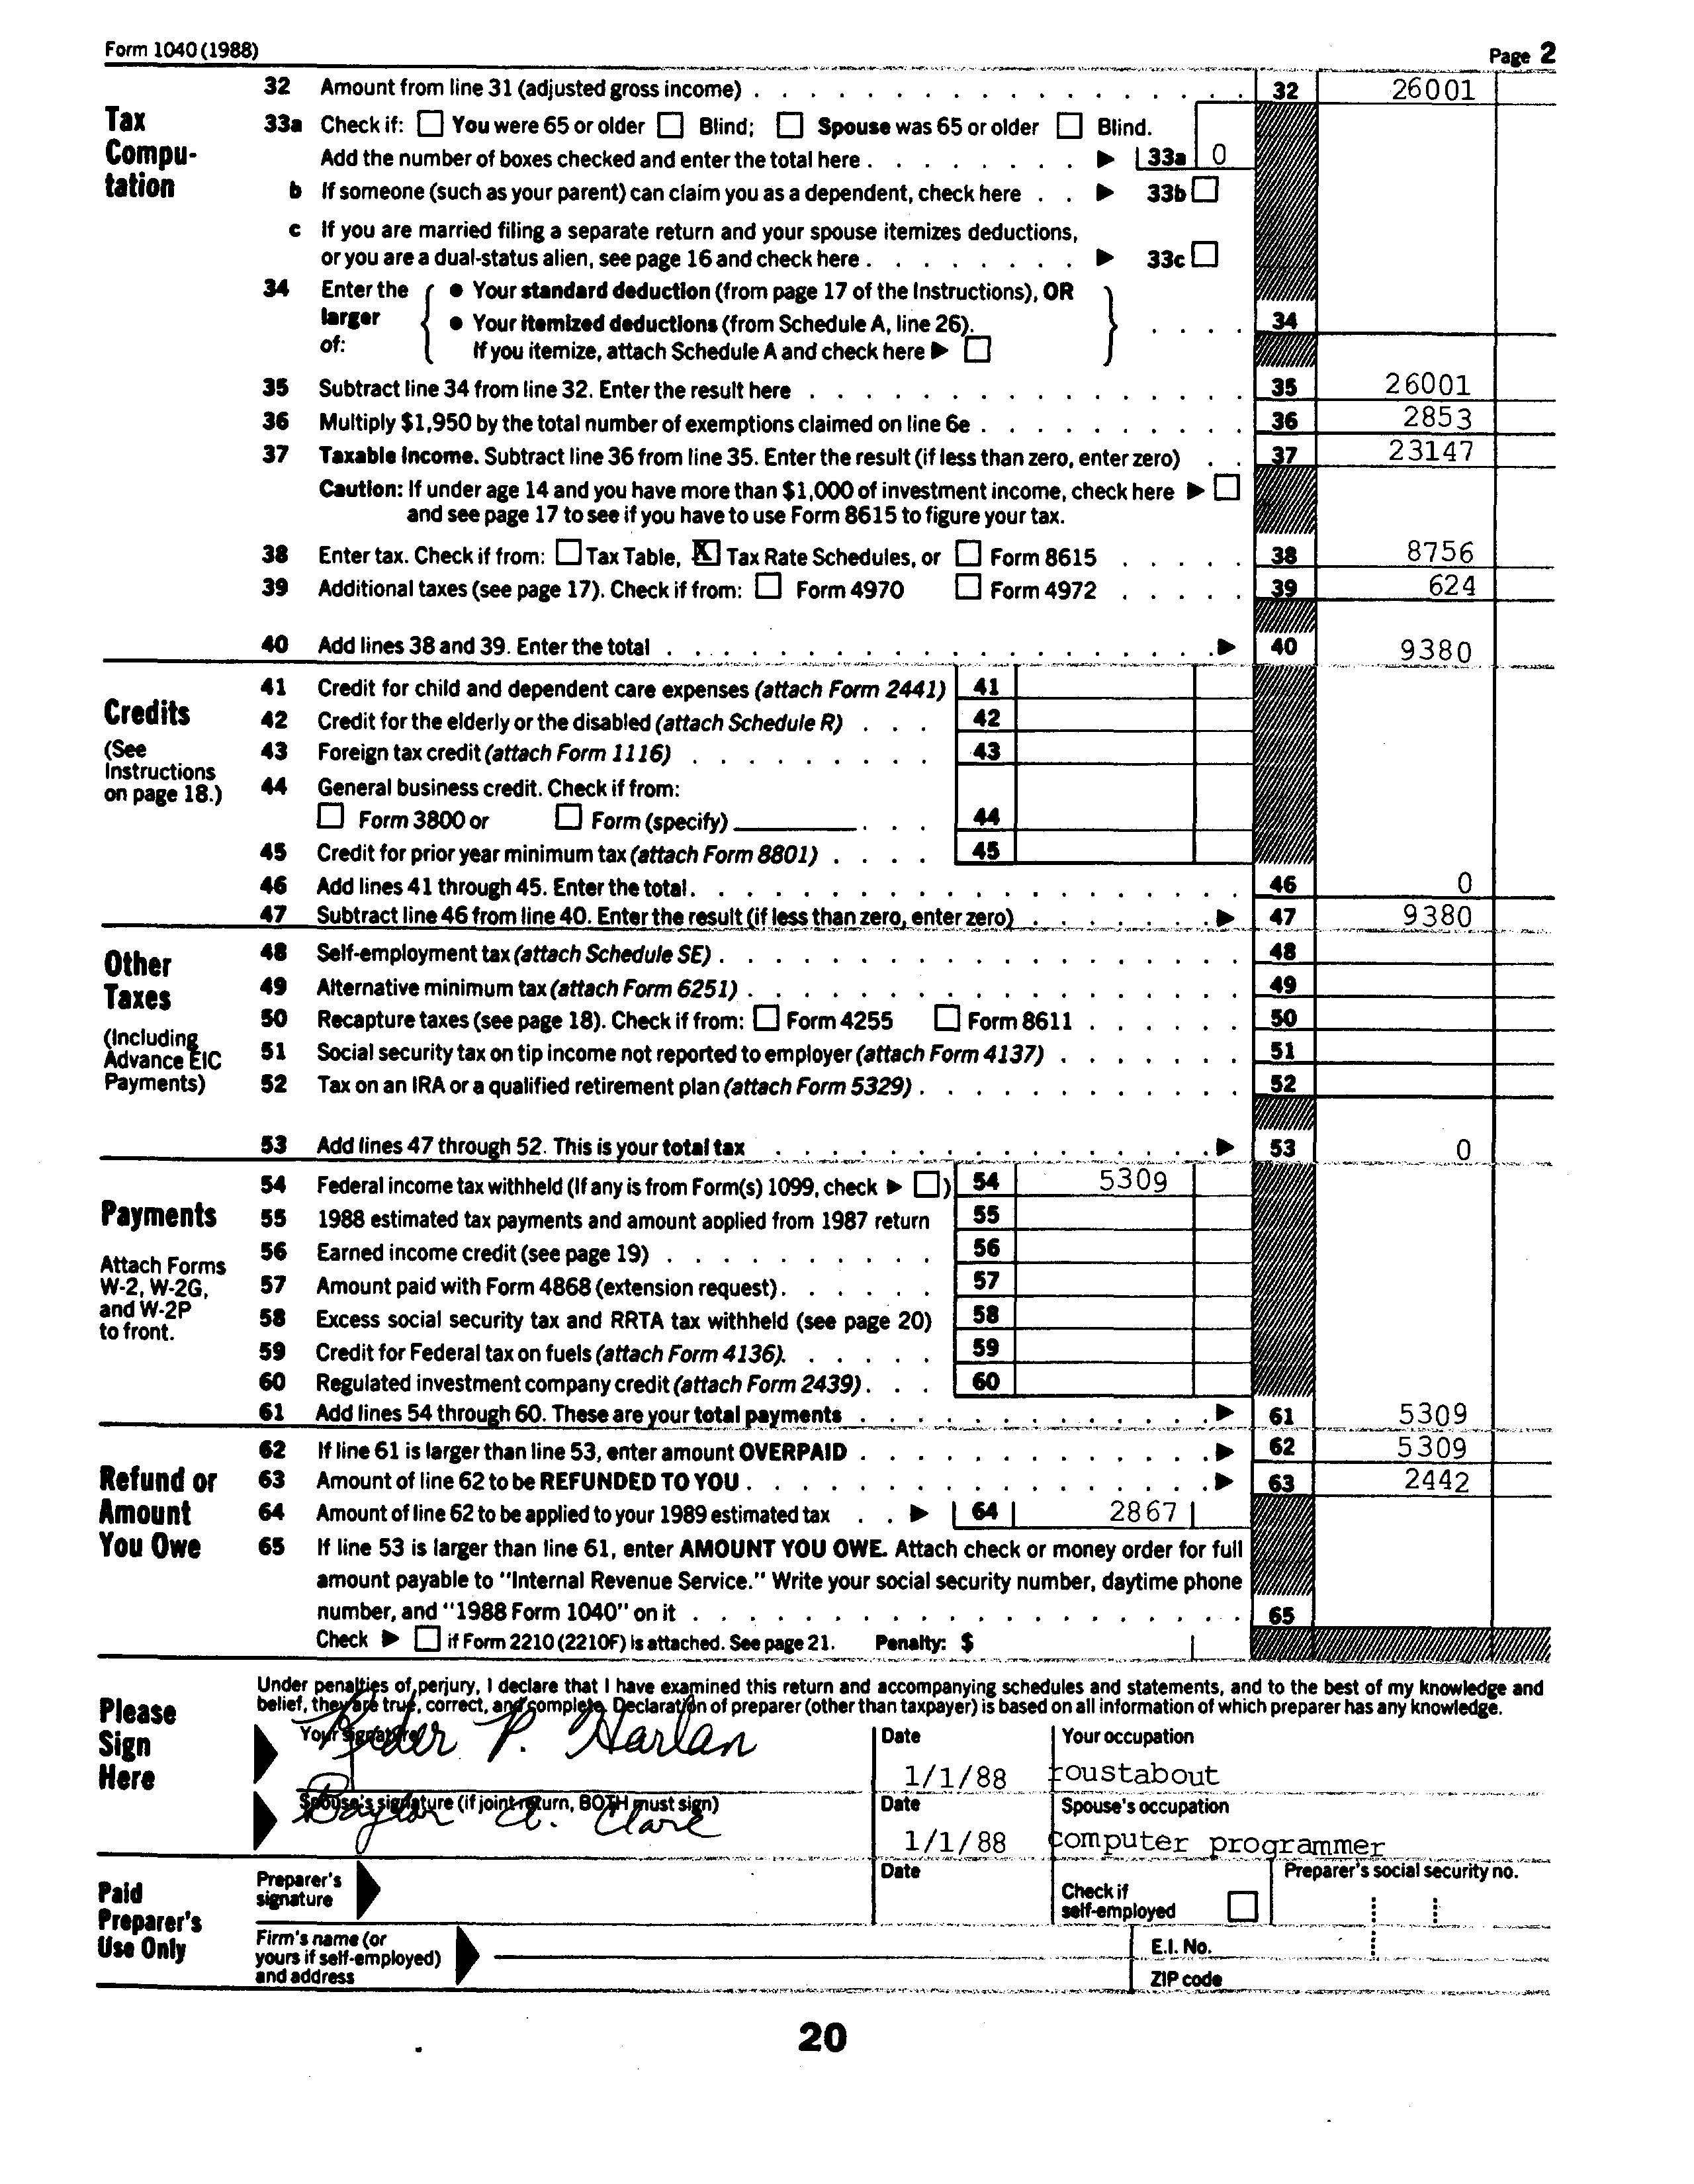 Form 1040 (1988) Page 2
Tax Computation
32 Amount from line 31 (adjusted gross income) 32 26001
33a Check if: You were 65 or older Blind; Spouse was 65 or older Blind.
Add the number of boxes checked and enter the total here 33a 0
b If someone (such as your parent) can claim you as a dependent, check here 33b
c If you are married filing a separate return and your spouse itemizes deductions,
or you are a dual-status alien, see page 16 and check here 33c
34 Enter the larger of:
• Your standard deduction (from page 17 of the Instructions), OR
• Your itemized deductions (from Schedule A, line 26). 34
If you itemize, attach Schedule A and check here
35 Subtract line 34 from line 32. Enter the result here 35 26001
36 Multiply $1,950 by the total number of exemptions claimed on line 6e 36 2853
37 Taxable income. Subtract line 36 from line 35. Enter the result (if less than zero, enter zero) 37 23147
Caution: If under age 14 and you have more than $1,000 of investment income, check here
and see page 17 to see if you have to use Form 8615 to figure your tax.
38 Enter tax. Check if from: Tax Table, X Tax Rate Schedules, or Form 8615 38 8756
39 Additional taxes (see page 17). Check if from: Form 4970 Form 4972 39 624
40 Add lines 38 and 39. Enter the total 40 9380
Credits
(See Instructions on page 18.)
41 Credit for child and dependent care expenses (attach Form 2441) 41
42 Credit for the elderly or the disabled (attach Schedule R) 42
43 Foreign tax credit (attach Form 1116) 43
44 General business credit. Check if from:
Form 3800 or Form (specify) 44
45 Credit for prior year minimum tax (attach Form 8801) 45
46 Add lines 41 through 45. Enter the total 46 0
47 Subtract line 46 from line 40. Enter the result (if less than zero, enter zero) 47 9380
Other Taxes
(Including Advance EIC Payments)
48 Self-employment tax (attach Schedule SE) 48
49 Alternative minimum tax (attach Form 6251) 49
50 Recapture taxes (see page 18). Check if from: Form 4255 Form 8611 50
51 Social security tax on tip income not reported to employer (attach Form 4137) 51
52 Tax on an IRA or a qualified retirement plan (attach Form 5329) 52
53 Add lines 47 through 52. This is your total tax 53 0
Payments
Attach Forms W-2, W-2G, and W-2P to front.
54 Federal income tax withheld (If any is from Form(s) 1099, check ) 54 5309
55 1988 estimated tax payments and amount applied from 1987 return 55
56 Earned income credit (see page 19) 56
57 Amount paid with Form 4868 (extension request) 57
58 Excess social security tax and RRTA tax withheld (see page 20) 58
59 Credit for Federal tax on fuels (attach Form 4136). 59
60 Regulated investment company credit (attach Form 2439) 60
61 Add lines 54 through 60. These are your total payments 61 5309
Refund or Amount You Owe
62 If line 61 is larger than line 53, enter amount OVERPAID 62 5309
63 Amount of line 62 to be REFUNDED TO YOU 63 2442
64 Amount of line 62 to be applied to your 1989 estimated tax 64 2867
65 If line 53 is larger than line 61, enter AMOUNT YOU OWE. Attach check or money order for full
amount payable to "Internal Revenue Service." Write your social security number, daytime phone
number, and "1988 Form 1040" on it 65
Check if Form 2210 (2210F) is attached. See page 21. Penalty: $
Please Sign Here
Under penalties of perjury, I declare that I have examined this return and accompanying schedules and statements, and to the best of my knowledge and
belief, they are true, correct, and complete. Declaration of preparer (other than taxpayer) is based on all information of which preparer has any knowledge.
Your signature Date Your occupation
P. Harlan 1/1/88 roustabout
Spouse's signature (if joint return, BOTH must sign) Date Spouse's occupation
Baylor A. Clare 1/1/88 computer programmer
Paid Preparer's Use Only
Preparer's signature Date Check if self-employed Preparer's social security no.
Firm's name (or yours if self-employed) and address E.I. No.
ZIP code
20